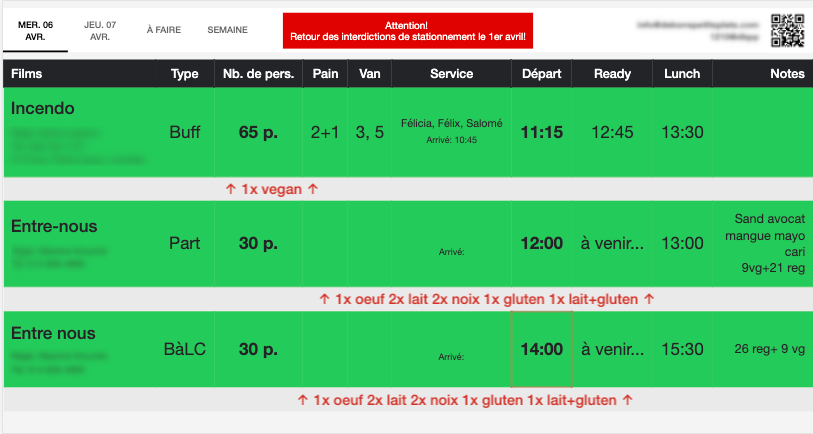 MER. 06 AVR.
JEU. 07 AVR.
À FAIRE
SEMAINE
Attention!
Retour des interdictions de stationnement le 1er avril!
Films Type Nb. de pers. Pain Van Service Départ Ready Lunch Notes
Incendo
Buff 65 p. 2+1 3, 5 Félicia, Félix, Salomé 11:15 12:45 13:30
Arrivé: 10:45
↑ 1x vegan ↑
Entre-nous
Part 30 p. Arrivé: 12:00 à venir... 13:00
Sand avocat
mangue mayo
cari
9vg+21 reg
↑ 1x oeuf 2x lait 2x noix 1x gluten 1x lait+gluten ↑
Entre nous
BàLC 30 p. Arrivé: 14:00 à venir... 15:30 26 reg+ 9 vg
↑ 1x oeuf 2x lait 2x noix 1x gluten 1x lait+gluten ↑